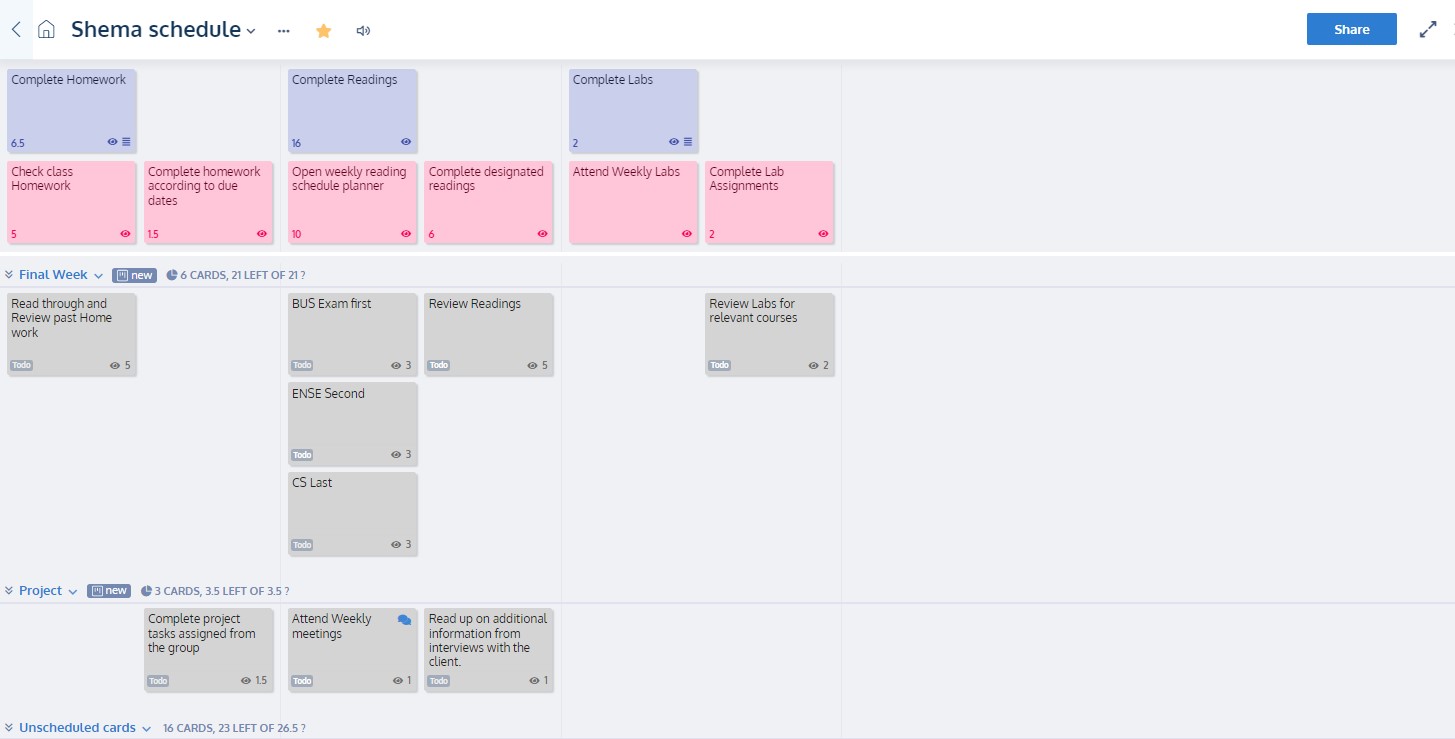 Shema schedule
Share
Complete Homework
6.5
Complete Readings
16
Complete Labs
2
Check class
Homework
5
Complete homework
according to due
dates
1.5
Open weekly reading
schedule planner
10
Complete designated
readings
6
Attend Weekly Labs
Complete Lab
Assignments
2
Final Week new 6 CARDS, 21 LEFT OF 21 ?
Read through and
Review past Home
work
Todo 5
BUS Exam first
Todo 3
Review Readings
Todo 5
Review Labs for
relevant courses
Todo 2
ENSE Second
Todo 3
CS Last
Todo 3
Project new 3 CARDS, 3.5 LEFT OF 3.5 ?
Complete project
tasks assigned from
the group
Todo 1.5
Attend Weekly
meetings
Todo 1
Read up on additional
information from
interviews with the
client.
Todo 1
Unscheduled cards 16 CARDS, 23 LEFT OF 26.5 ?